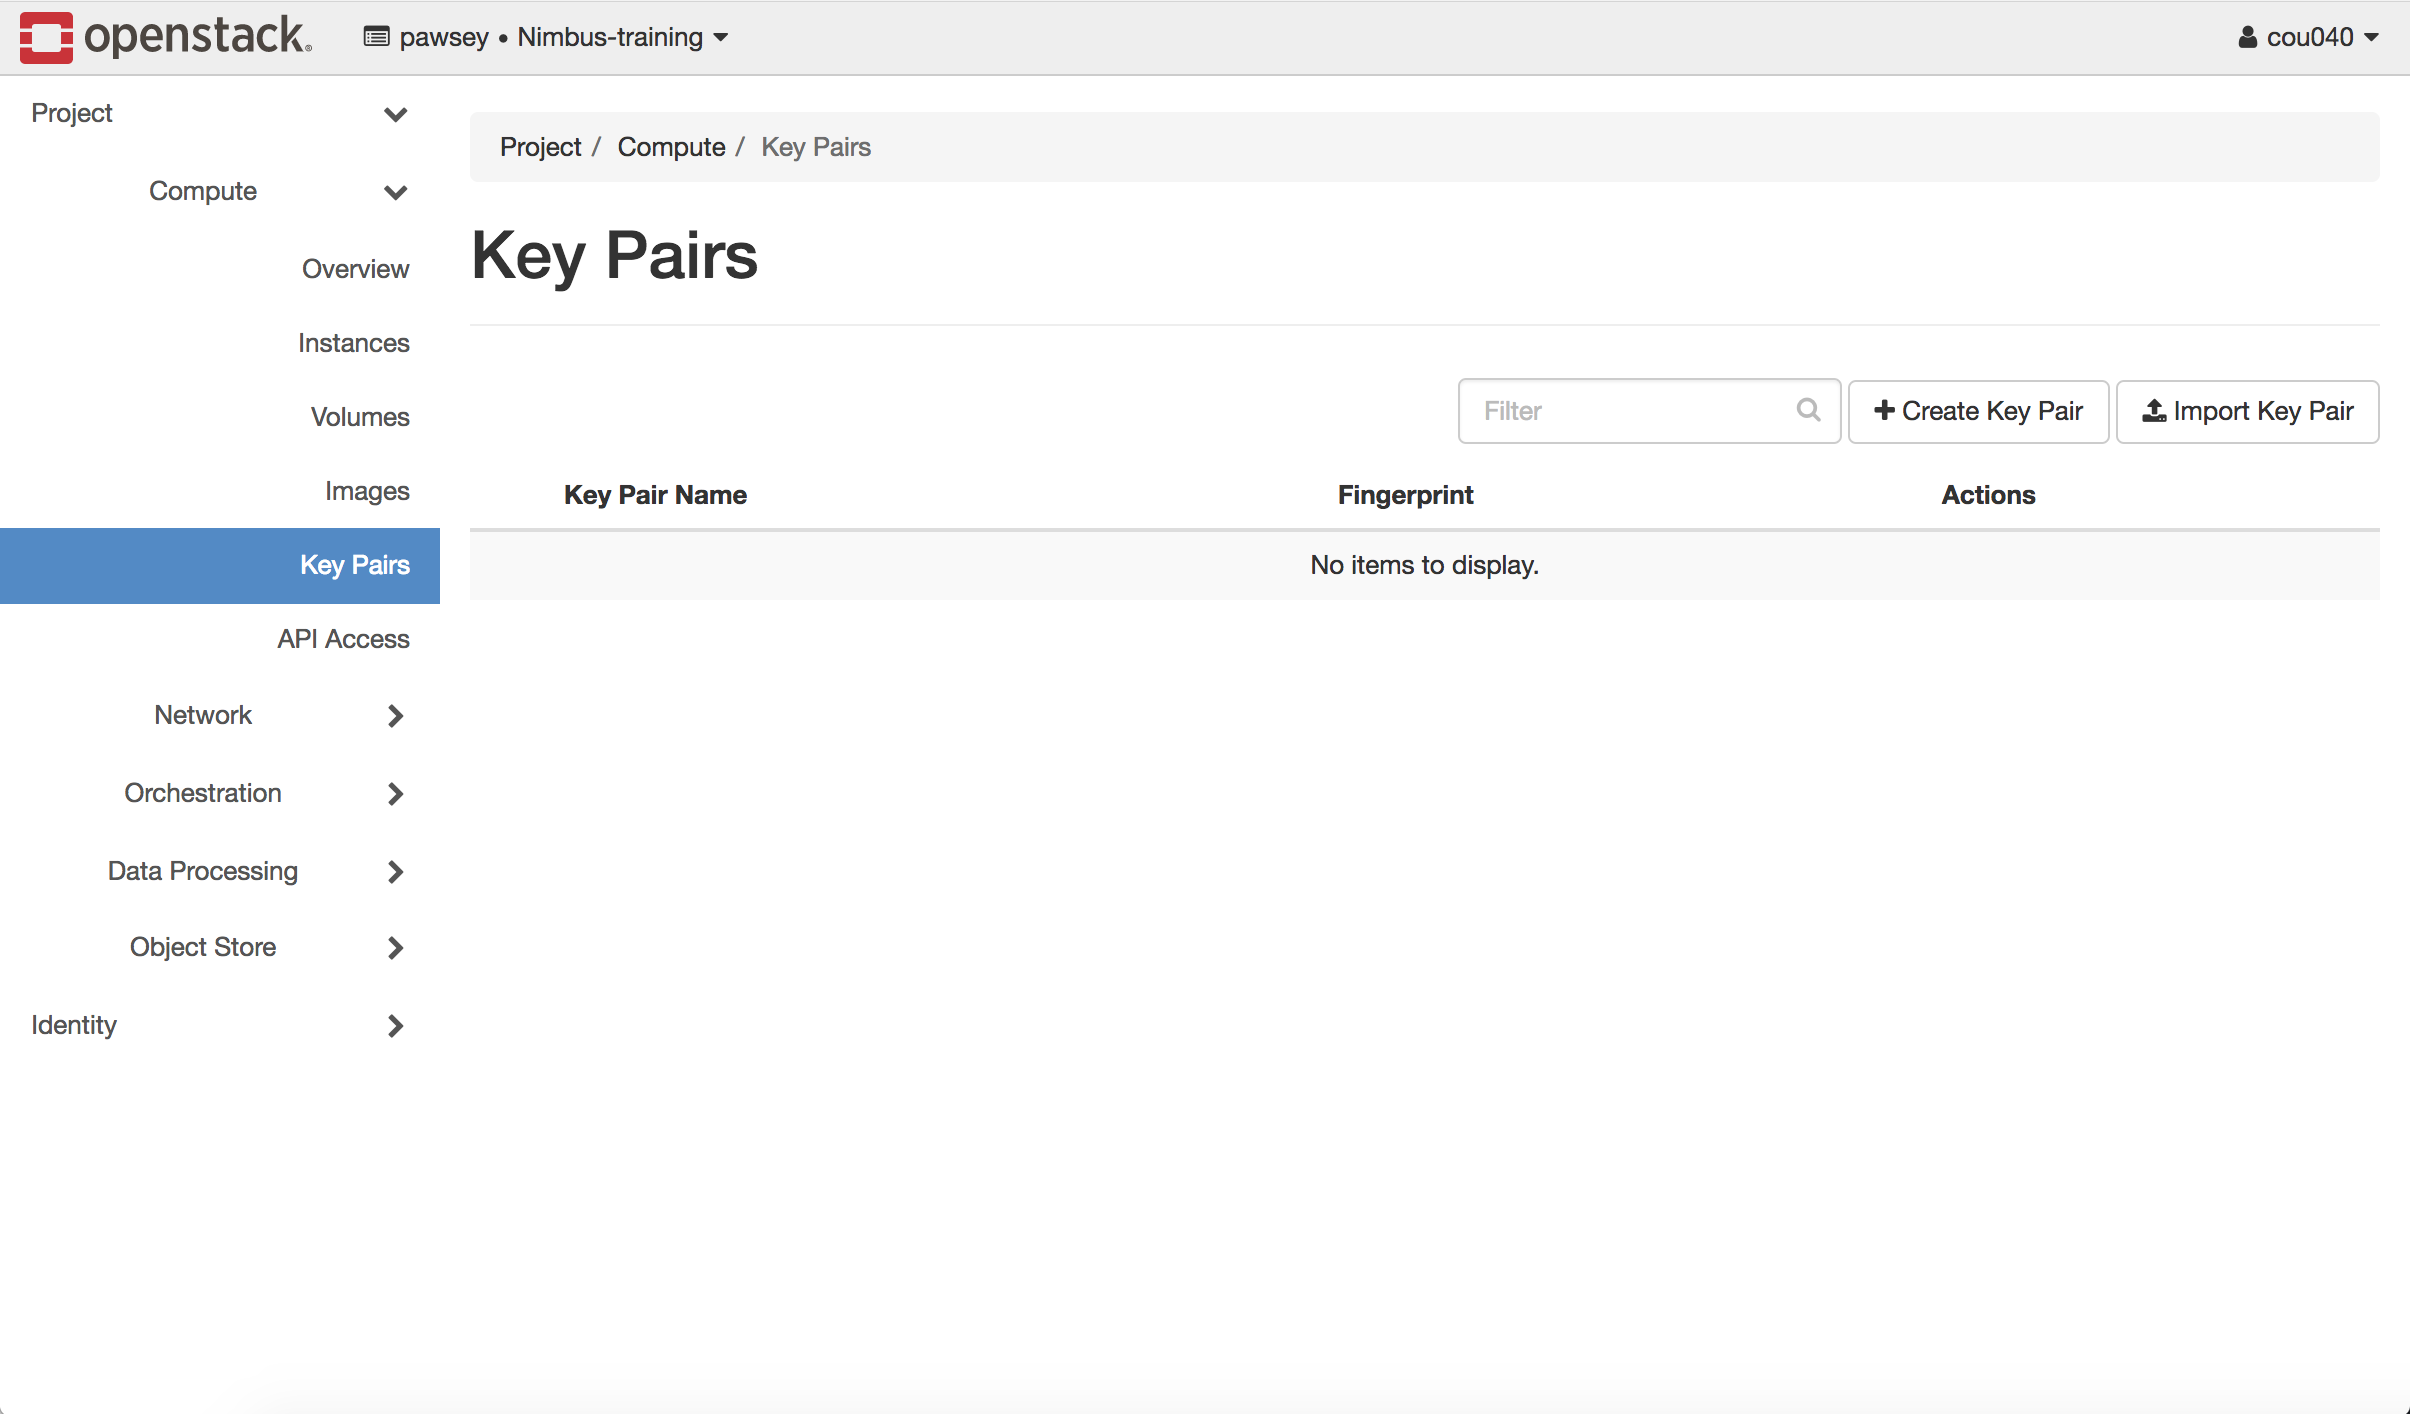 openstack.
pawsey • Nimbus-training
cou040
Project
Compute
Overview
Instances
Volumes
Images
Key Pairs
API Access
Network
Orchestration
Data Processing
Object Store
Identity
Project / Compute / Key Pairs
Key Pairs
Filter
Create Key Pair
Import Key Pair
Key Pair Name Fingerprint Actions
No items to display.